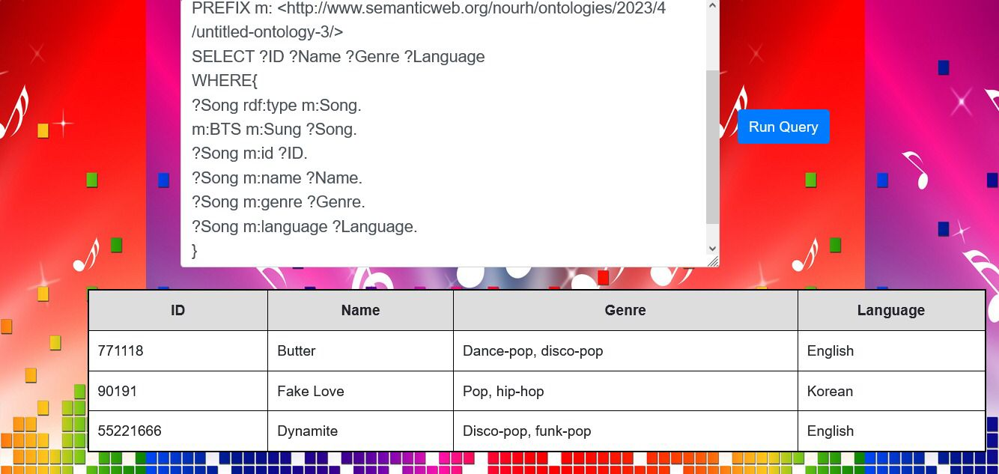 PREFIX m: <http://www.semanticweb.org/nourh/ontologies/2023/4
/untitled-ontology-3/>
SELECT ?ID ?Name ?Genre ?Language
WHERE{
?Song rdf:type m:Song.
m:BTS m:Sung ?Song.
?Song m:id ?ID.
?Song m:name ?Name.
?Song m:genre ?Genre.
?Song m:language ?Language.
}
Run Query
ID Name Genre Language
771118 Butter Dance-pop, disco-pop English
90191 Fake Love Pop, hip-hop Korean
55221666 Dynamite Disco-pop, funk-pop English